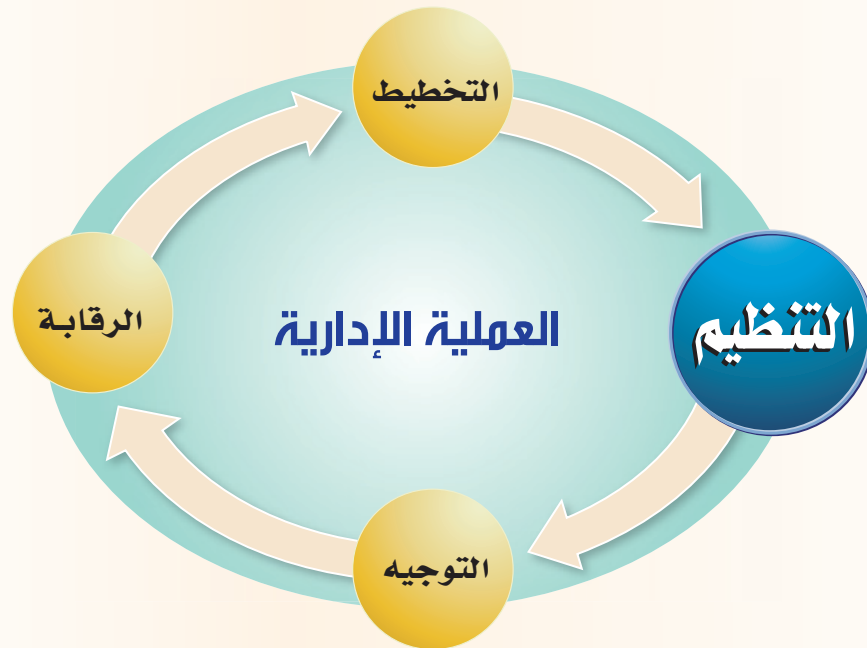 التخطيط
التنظيم
العملية الإدارية
الرقابة
التوجيه